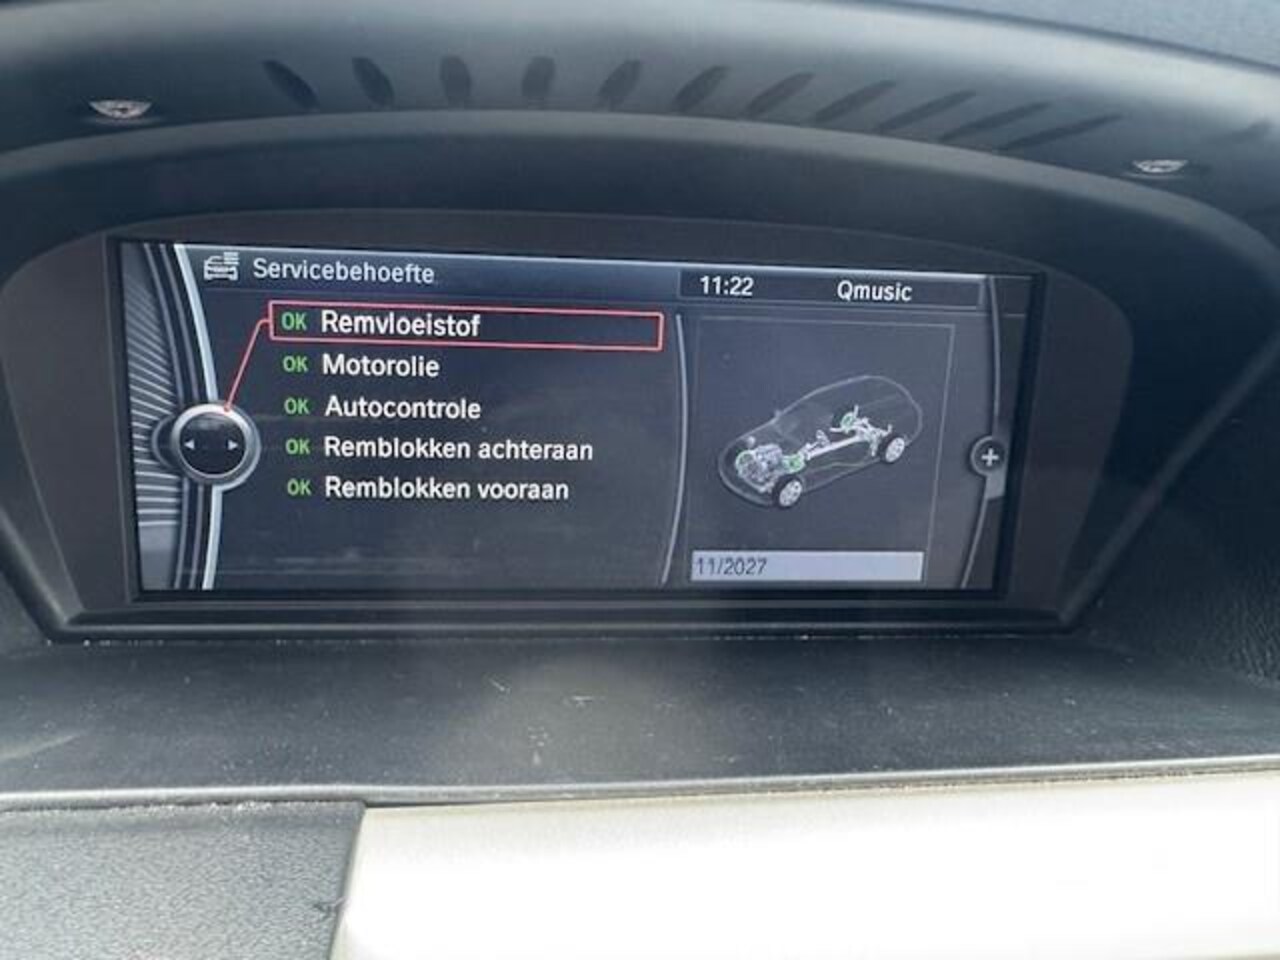 Servicebehoefte
11:22 Qmusic
OK Remvloeistof
OK Motorolie
OK Autocontrole
OK Remblokken achteraan
OK Remblokken vooraan
11/2027